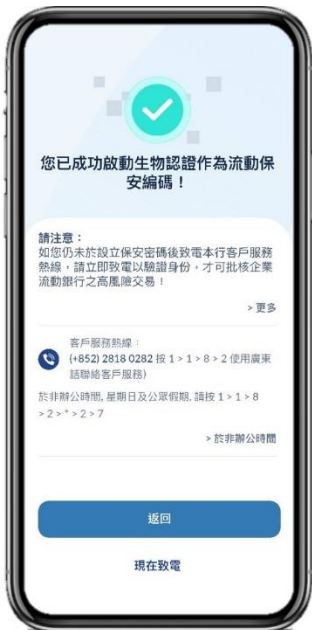 您已成功啟動生物認證作為流動保
安編碼！
請注意：
如您仍未於設立保安密碼後致電本行客戶服務
熱線，請立即致電以驗證身份，才可批核企業
流動銀行之高風險交易！
> 更多
客戶服務熱線：
(+852) 2818 0282 按 1 > 1 > 8 > 2 使用廣東
話聯絡客戶服務)
於非辦公時間, 星期日及公眾假期, 請按 1 > 1 > 8
> 2 > * > 2 > 7
> 於非辦公時間
返回
現在致電